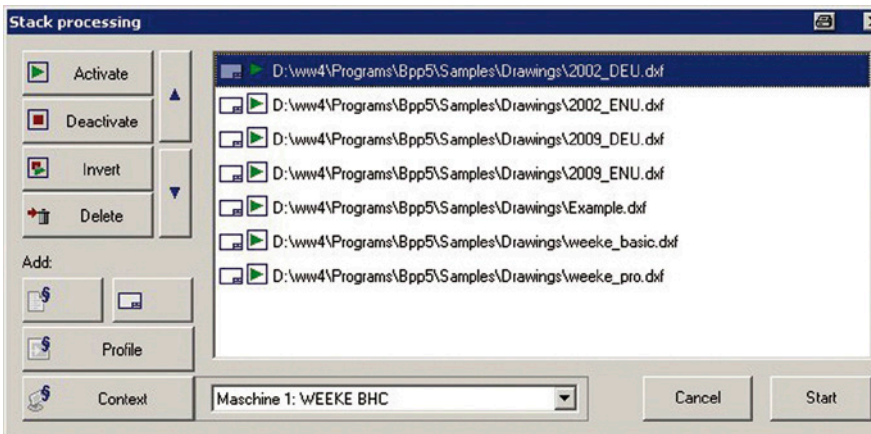 Stack processing
Activate
Deactivate
Invert
Delete
Add:
Profile
Context
D:\ww4\Programs\Bpp5\Samples\Drawings\2002_DEU.dxf
D:\ww4\Programs\Bpp5\Samples\Drawings\2002_ENU.dxf
D:\ww4\Programs\Bpp5\Samples\Drawings\2009_DEU.dxf
D:\ww4\Programs\Bpp5\Samples\Drawings\2009_ENU.dxf
D:\ww4\Programs\Bpp5\Samples\Drawings\Example.dxf
D:\ww4\Programs\Bpp5\Samples\Drawings\weeke_basic.dxf
D:\ww4\Programs\Bpp5\Samples\Drawings\weeke_pro.dxf
Maschine 1: WEEKE BHC
Cancel
Start